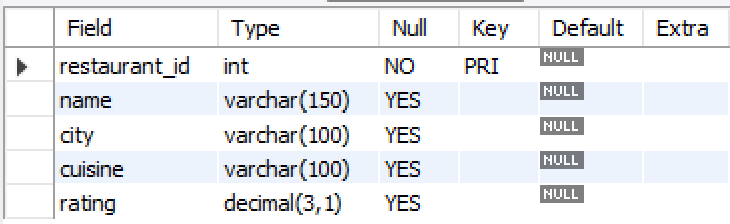 Field Type Null Key Default Extra
restaurant_id int NO PRI NULL
name varchar(150) YES NULL
city varchar(100) YES NULL
cuisine varchar(100) YES NULL
rating decimal(3,1) YES NULL